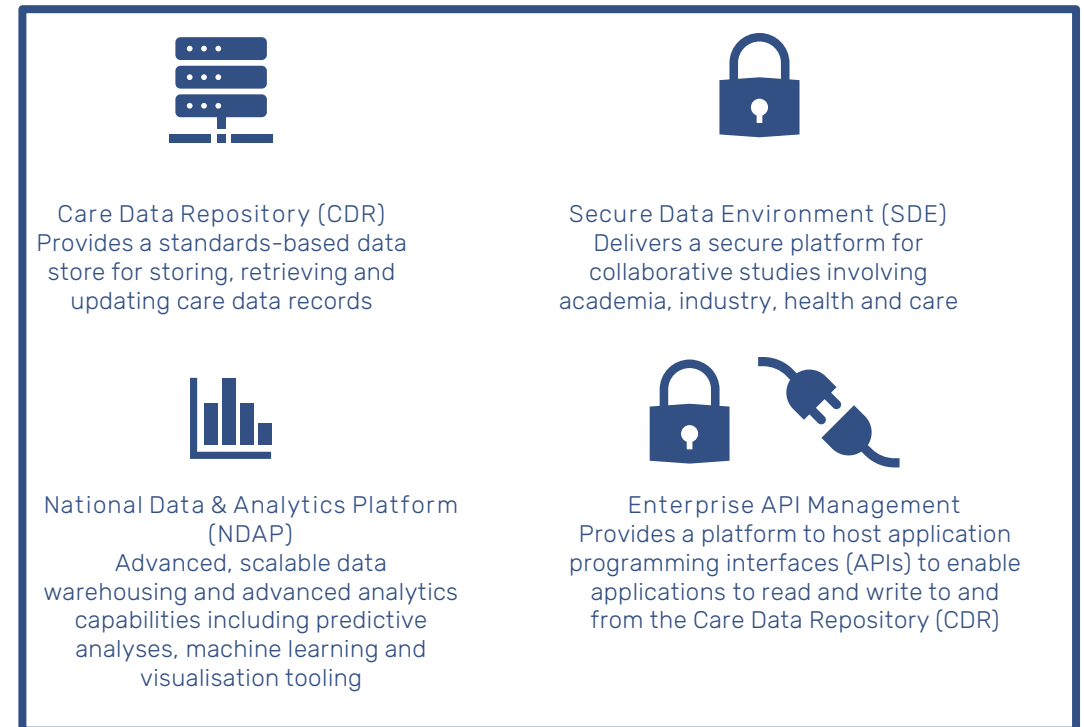 Care Data Repository (CDR)
Provides a standards-based data
store for storing, retrieving and
updating care data records
Secure Data Environment (SDE)
Delivers a secure platform for
collaborative studies involving
academia, industry, health and care
National Data & Analytics Platform
(NDAP)
Advanced, scalable data
warehousing and advanced analytics
capabilities including predictive
analyses, machine learning and
visualisation tooling
Enterprise API Management
Provides a platform to host application
programming interfaces (APIs) to enable
applications to read and write to and
from the Care Data Repository (CDR)